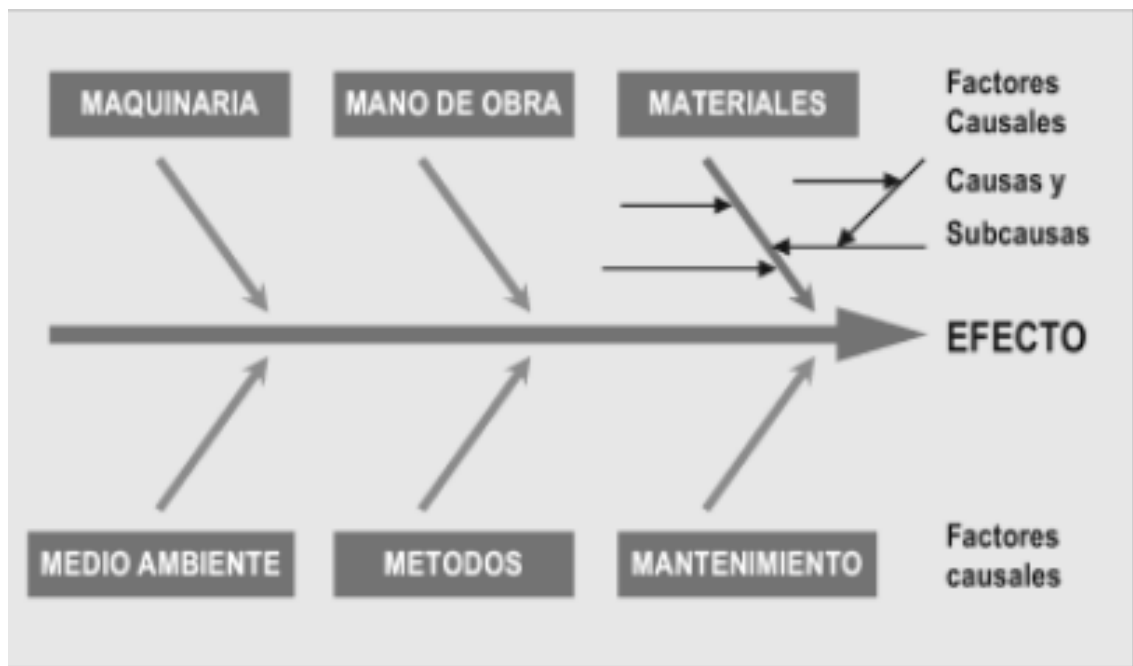 MAQUINARIA
MANO DE OBRA
MATERIALES
Factores
Causales
Causas y
Subcausas
EFECTO
MEDIO AMBIENTE
METODOS
MANTENIMIENTO
Factores
causales